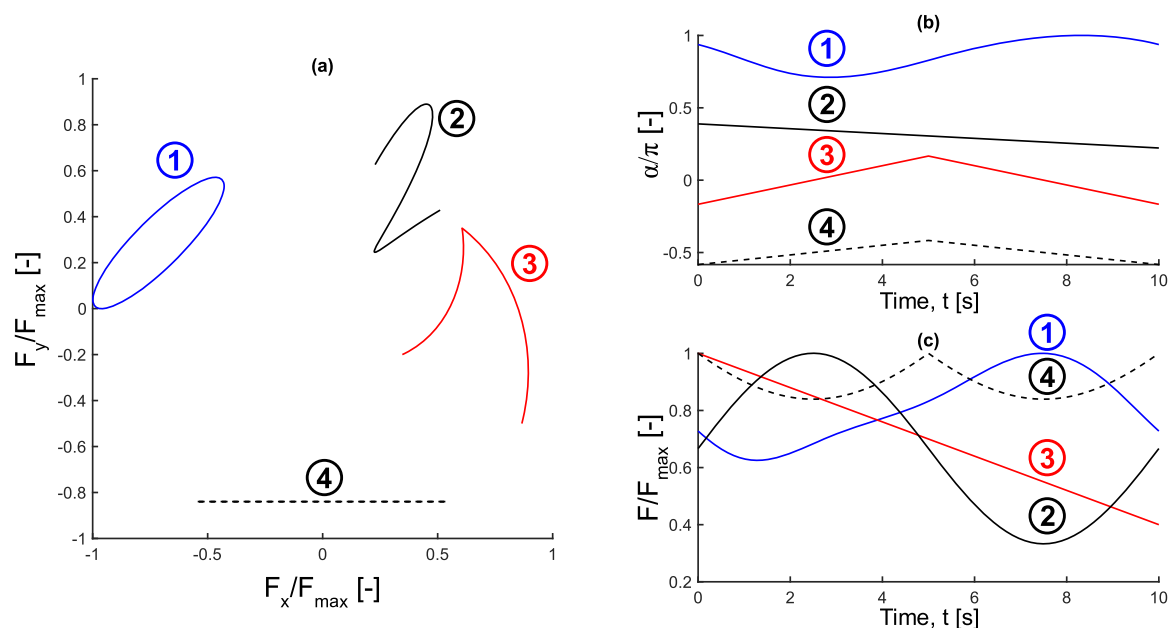 (a)
1
0.8
0.6
0.4
0.2
0
-0.2
-0.4
-0.6
-0.8
-1
-1 -0.5 0 0.5 1
F_y/F_max [-]
F_x/F_max [-]
1
2
3
4
(b)
1
0.5
0
-0.5
0 2 4 6 8 10
α/π [-]
Time, t [s]
1
2
3
4
(c)
1
0.8
0.6
0.4
0.2
0 2 4 6 8 10
F/F_max [-]
Time, t [s]
1
4
3
2